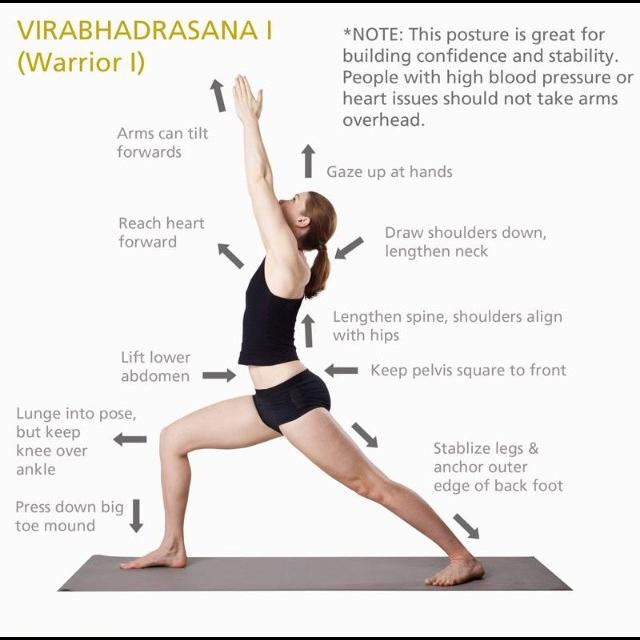 VIRABHADRASANA I
(Warrior I)
*NOTE: This posture is great for
building confidence and stability.
People with high blood pressure or
heart issues should not take arms
overhead.
Arms can tilt
forwards
Gaze up at hands
Reach heart
forward
Draw shoulders down,
lengthen neck
Lengthen spine, shoulders align
with hips
Lift lower
abdomen
Keep pelvis square to front
Lunge into pose,
but keep
knee over
ankle
Stablize legs &
anchor outer
edge of back foot
Press down big
toe mound